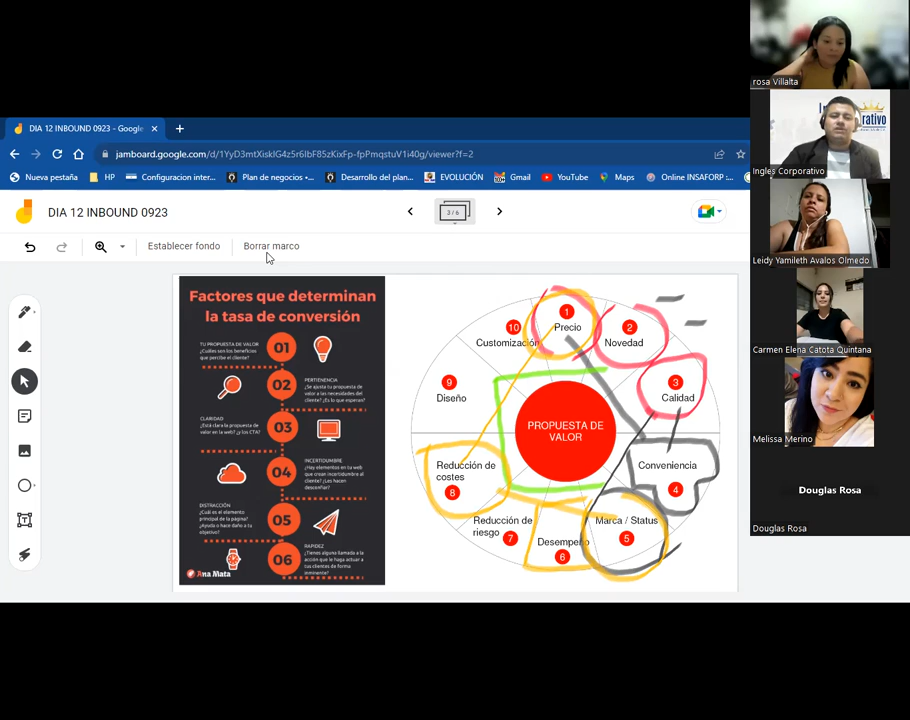 DIA 12 INBOUND 0923 - Google
jamboard.google.com/d/1YyD3mtXiskIG4z5r6IbF85zKixFp-fpPmqstuV1i40g/viewer?f=2
Nueva pestaña
HP
Configuracion inter...
Plan de negocios •...
Desarrollo del plan...
EVOLUCIÓN
Gmail
YouTube
Maps
Online INSAFORP...
DIA 12 INBOUND 0923
3 / 6
Establecer fondo
Borrar marco
Factores que determinan
la tasa de conversión
TU PROPUESTA DE VALOR
¿Cuáles son los beneficios
que percibe el cliente?
01
02
PERTIENENCIA
¿Se ajusta tu propuesta de
valor a las necesidades del
cliente? ¿Es lo que esperan?
CLARIDAD
¿Está clara la propuesta de
valor en la web? ¿y los CTA?
03
04
INCERTIDUMBRE
¿Hay elementos en tu web
que crean incertidumbre al
cliente? ¿Les hacen
desconfiar?
DISTRACCIÓN
¿Cuál es el elemento
principal de la página?
¿Ayuda o hace daño a tu
objetivo?
05
06
RAPIDEZ
¿Tienes alguna llamada a la
acción que le haga actuar a
tus clientes de forma
inminente?
Ana Mata
1
Precio
2
Novedad
3
Calidad
Conveniencia
4
Marca / Status
5
Desempeño
6
Reducción de
riesgo
7
Reducción de
costes
8
9
Diseño
10
Customización
PROPUESTA DE
VALOR
rosa Villalta
Ingles Corporativo
rativo
Leidy Yamileth Avalos Olmedo
Carmen Elena Catota Quintana
Melissa Merino
Douglas Rosa
Douglas Rosa